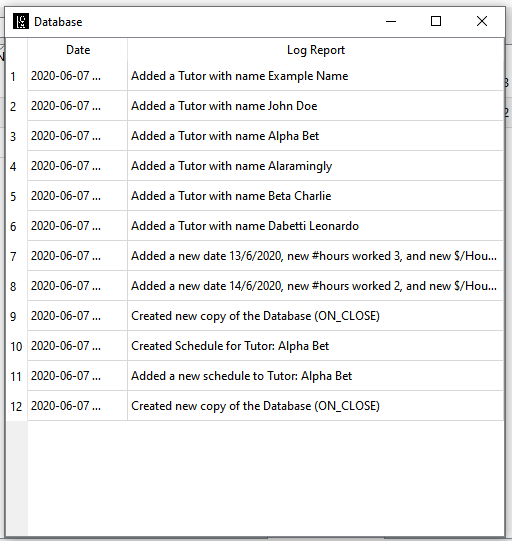 Database
Date Log Report
1 2020-06-07 ... Added a Tutor with name Example Name
2 2020-06-07 ... Added a Tutor with name John Doe
3 2020-06-07 ... Added a Tutor with name Alpha Bet
4 2020-06-07 ... Added a Tutor with name Alaramingly
5 2020-06-07 ... Added a Tutor with name Beta Charlie
6 2020-06-07 ... Added a Tutor with name Dabetti Leonardo
7 2020-06-07 ... Added a new date 13/6/2020, new #hours worked 3, and new $/Hou...
8 2020-06-07 ... Added a new date 14/6/2020, new #hours worked 2, and new $/Hou...
9 2020-06-07 ... Created new copy of the Database (ON_CLOSE)
10 2020-06-07 ... Created Schedule for Tutor: Alpha Bet
11 2020-06-07 ... Added a new schedule to Tutor: Alpha Bet
12 2020-06-07 ... Created new copy of the Database (ON_CLOSE)